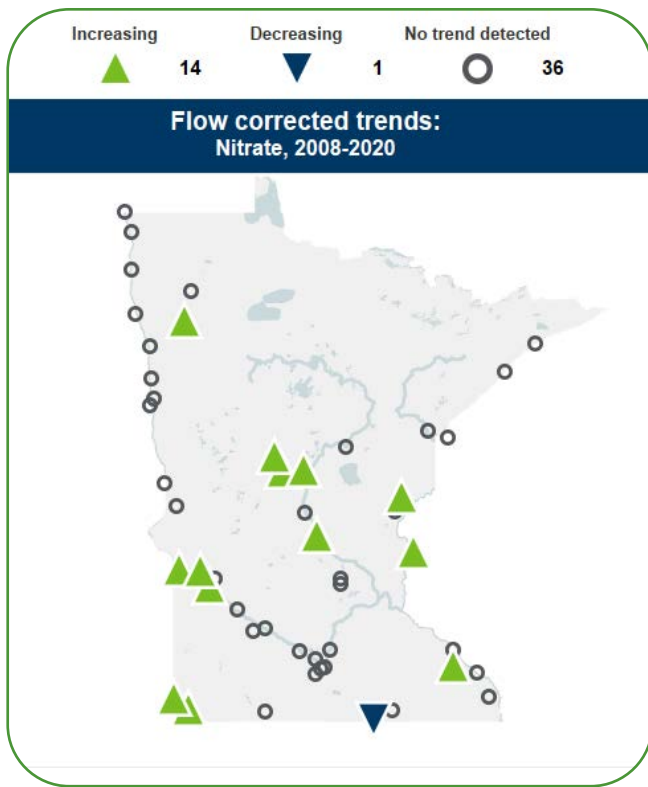 Increasing Decreasing No trend detected
14 1 36
Flow corrected trends:
Nitrate, 2008-2020